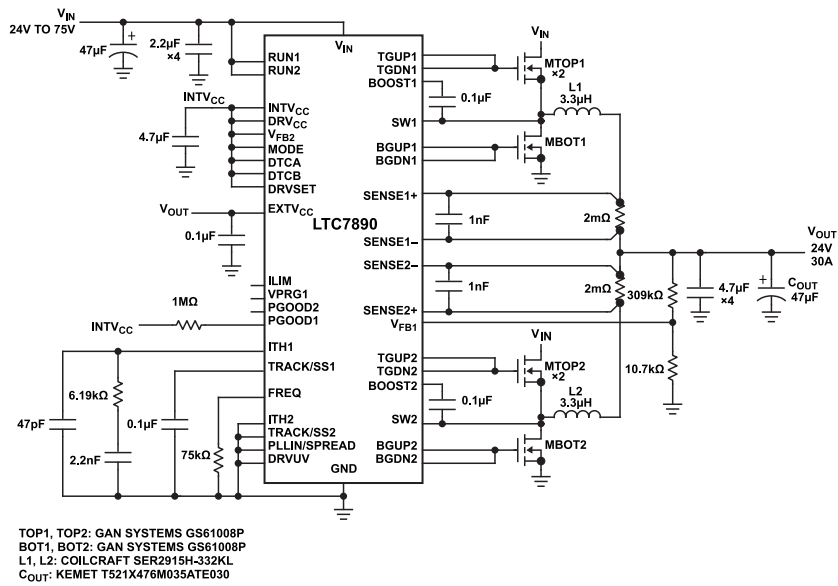 VIN
24V TO 75V
47µF
2.2µF
×4
RUN1
RUN2
VIN
INTVCC
4.7µF
INTVCC
DRVCC
VFB2
MODE
DTCA
DTCB
DRVSET
VOUT
EXTVCC
0.1µF
LTC7890
ILIM
VPRG1
PGOOD2
PGOOD1
1MΩ
INTVCC
ITH1
TRACK/SS1
FREQ
ITH2
TRACK/SS2
PLLIN/SPREAD
DRVUV
GND
47pF
6.19kΩ
2.2nF
0.1µF
75kΩ
TGUP1
TGDN1
BOOST1
0.1µF
SW1
BGUP1
BGDN1
VIN
MTOP1
×2
L1
3.3µH
MBOT1
SENSE1+
1nF
SENSE1–
2mΩ
SENSE2–
1nF
SENSE2+
2mΩ
VFB1
309kΩ
10.7kΩ
4.7µF
×4
COUT
47µF
VOUT
24V
30A
TGUP2
TGDN2
BOOST2
0.1µF
SW2
BGUP2
BGDN2
VIN
MTOP2
×2
L2
3.3µH
MBOT2
TOP1, TOP2: GAN SYSTEMS GS61008P
BOT1, BOT2: GAN SYSTEMS GS61008P
L1, L2: COILCRAFT SER2915H-332KL
COUT: KEMET T521X476M035ATE030